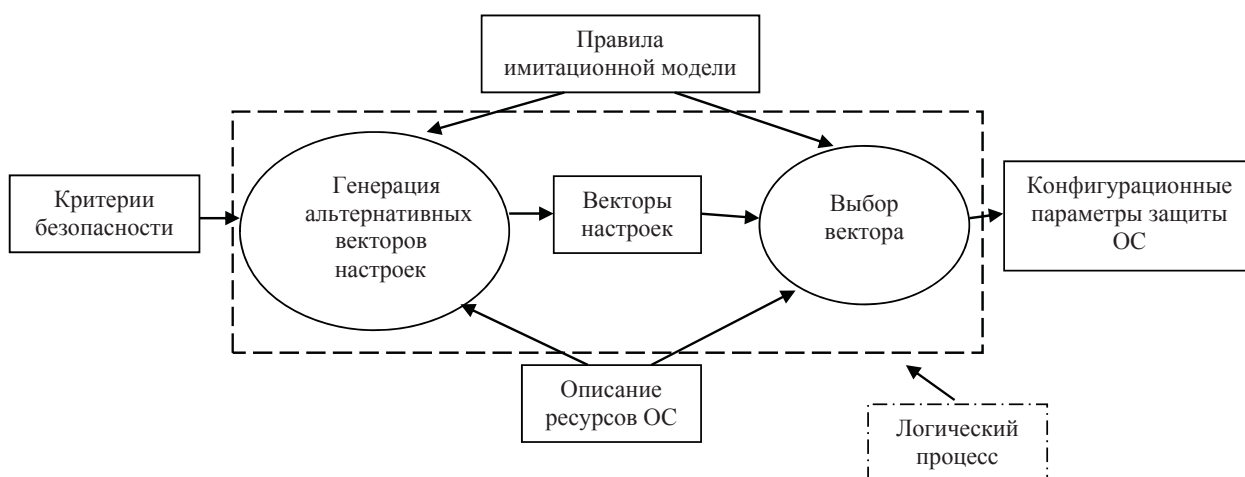 Правила
имитационной модели
Критерии
безопасности
Генерация
альтернативных
векторов
настроек
Векторы
настроек
Выбор
вектора
Конфигурационные
параметры защиты
ОС
Описание
ресурсов ОС
Логический
процесс